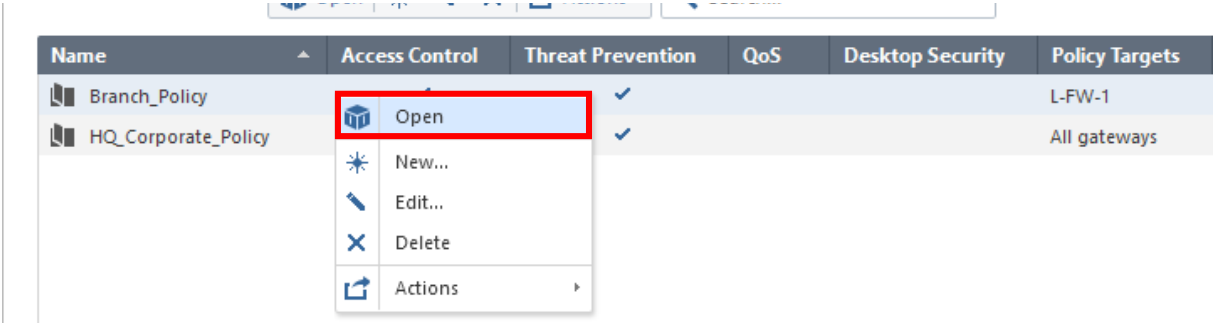 Name Access Control Threat Prevention QoS Desktop Security Policy Targets
Branch_Policy L-FW-1
Open
HQ_Corporate_Policy All gateways
New...
Edit...
Delete
Actions